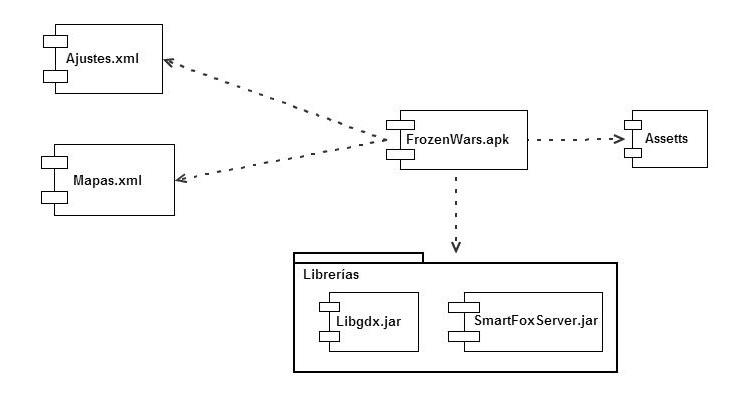 Ajustes.xml
FrozenWars.apk
Assetts
Mapas.xml
Librerías
Libgdx.jar
SmartFoxServer.jar